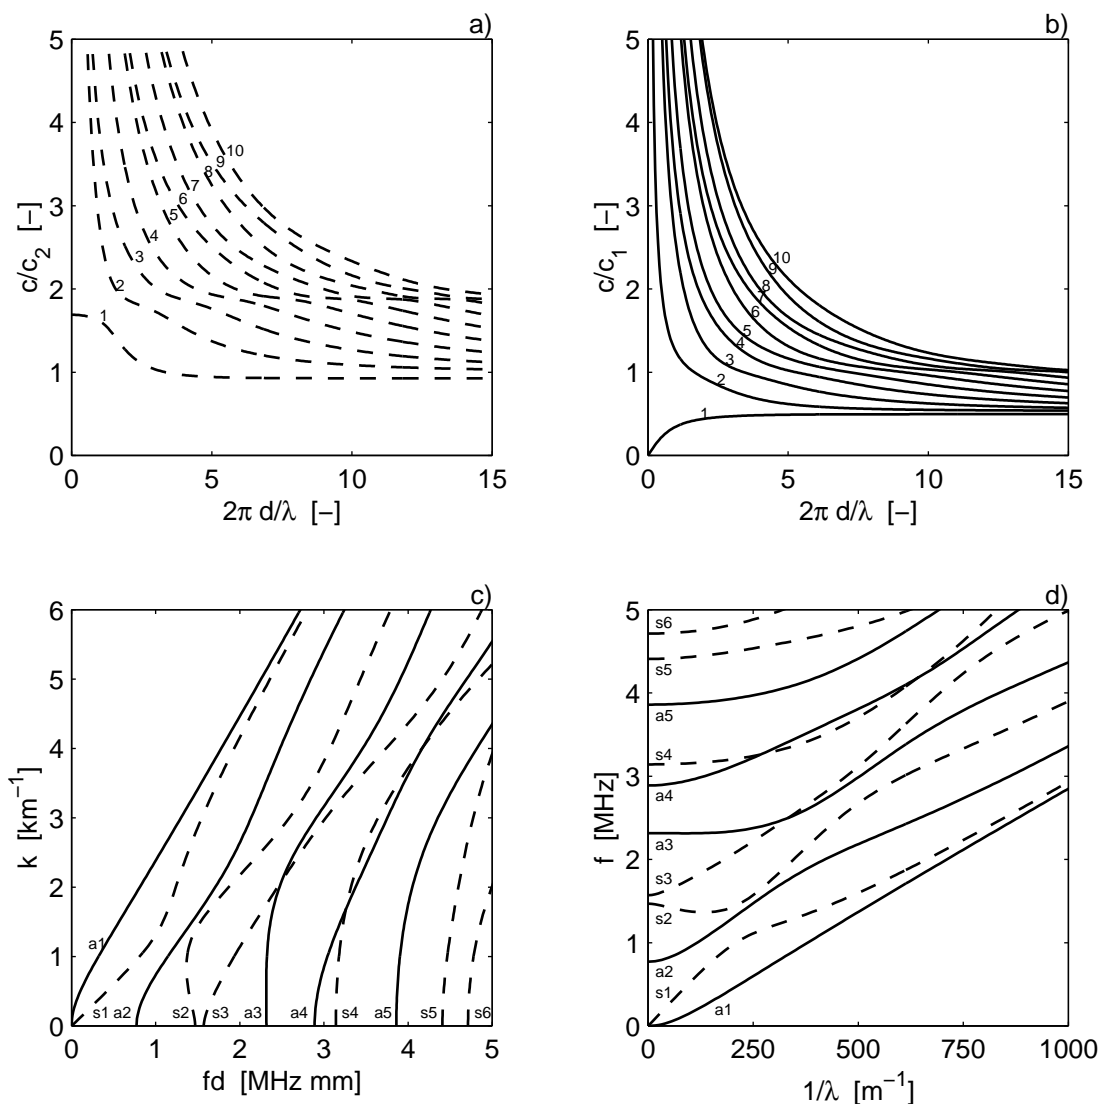 a)
5
4
3
2
1
0
0 5 10 15
c/c2 [−]
2π d/λ [−]
1
2
3
4
5
6
7
8
9
10
b)
5
4
3
2
1
0
0 5 10 15
c/c1 [−]
2π d/λ [−]
1
2
3
4
5
6
7
8
9
10
c)
6
5
4
3
2
1
0
0 1 2 3 4 5
k [km−1]
fd [MHz mm]
a1
s1 a2 s2 s3 a3 a4 s4 a5 s5 s6
d)
5
4
3
2
1
0
0 250 500 750 1000
f [MHz]
1/λ [m−1]
s6
s5
a5
s4
a4
a3
s3
s2
a2
s1
a1